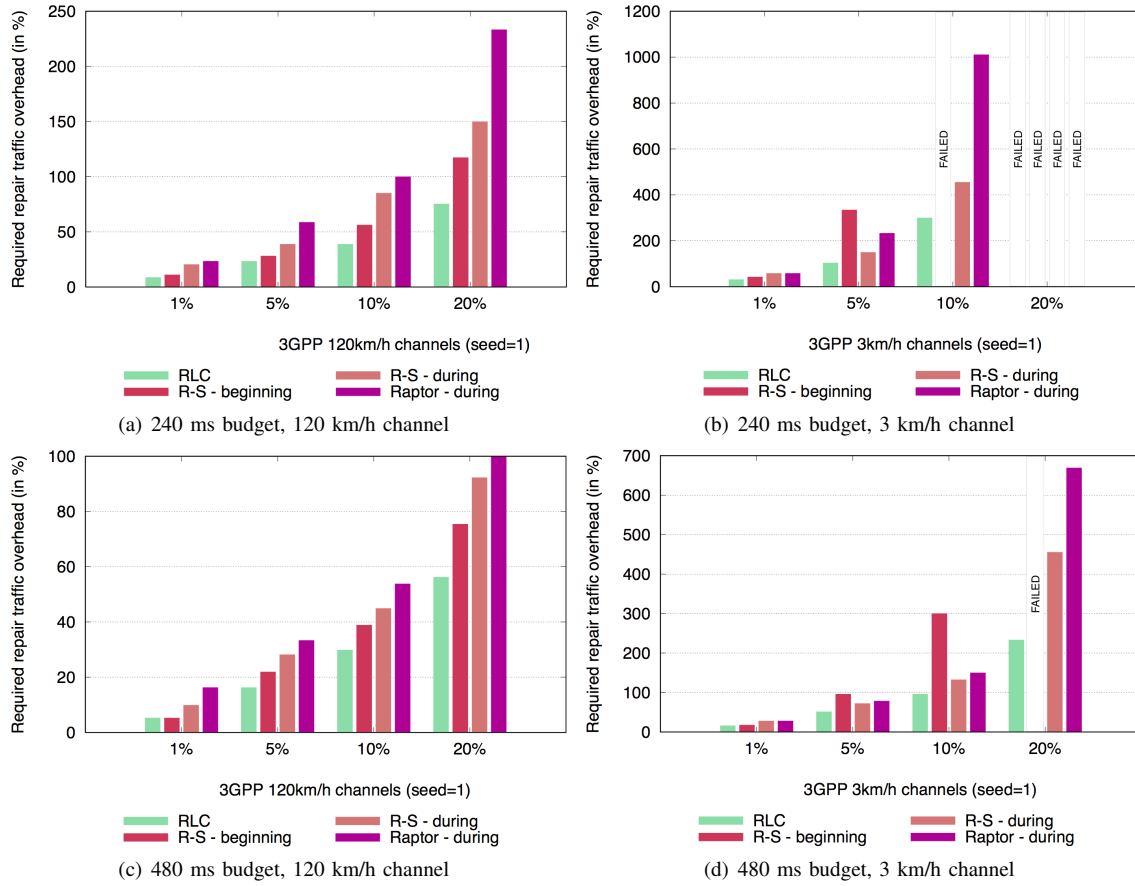 Required repair traffic overhead (in %)
250
200
150
100
50
0
1% 5% 10% 20%
3GPP 120km/h channels (seed=1)
RLC R-S - during
R-S - beginning Raptor - during
(a) 240 ms budget, 120 km/h channel
Required repair traffic overhead (in %)
1200
1000
800
600
400
200
0
FAILED
FAILED
FAILED
FAILED
FAILED
1% 5% 10% 20%
3GPP 3km/h channels (seed=1)
RLC R-S - during
R-S - beginning Raptor - during
(b) 240 ms budget, 3 km/h channel
Required repair traffic overhead (in %)
100
80
60
40
20
0
1% 5% 10% 20%
3GPP 120km/h channels (seed=1)
RLC R-S - during
R-S - beginning Raptor - during
(c) 480 ms budget, 120 km/h channel
Required repair traffic overhead (in %)
700
600
500
400
300
200
100
0
FAILED
1% 5% 10% 20%
3GPP 3km/h channels (seed=1)
RLC R-S - during
R-S - beginning Raptor - during
(d) 480 ms budget, 3 km/h channel